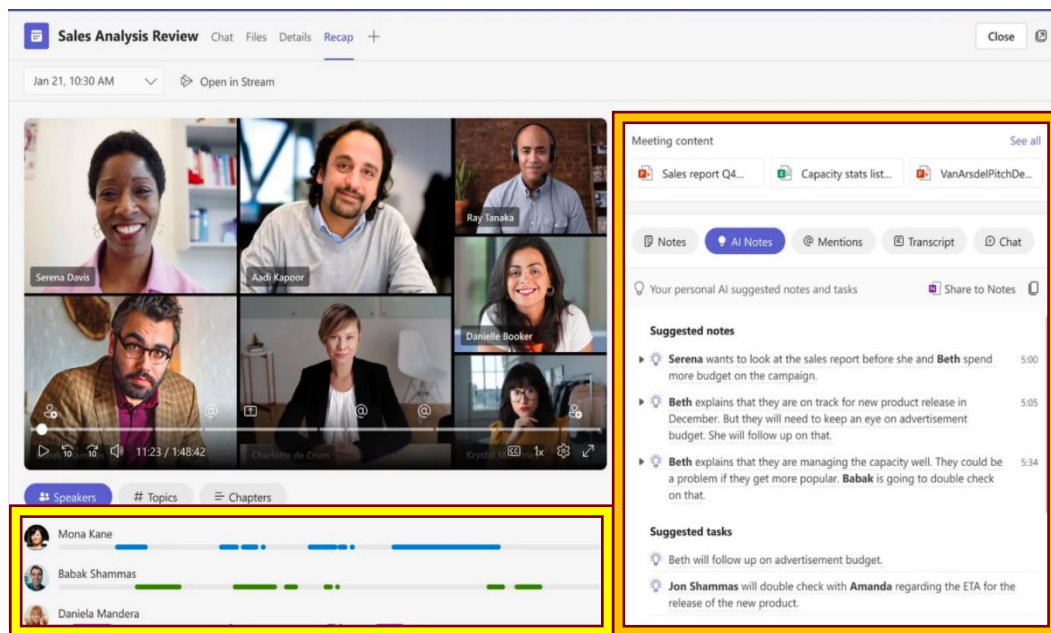 Sales Analysis Review Chat Files Details Recap
Close
Jan 21, 10:30 AM Open in Stream
Serena Davis
Aadi Kapoor
Ray Tanaka
Danielle Booker
Charlotte de Crum
10 10 11:23 / 1:48:42
CC 1x
Speakers # Topics Chapters
Mona Kane
Babak Shammas
Daniela Mandera
Meeting content See all
Sales report Q4... Capacity stats list... VanArsdelPitchDe...
Notes AI Notes @ Mentions Transcript Chat
Your personal AI suggested notes and tasks Share to Notes
Suggested notes
Serena wants to look at the sales report before she and Beth spend 5:00
more budget on the campaign.
Beth explains that they are on track for new product release in 5:05
December. But they will need to keep an eye on advertisement
budget. She will follow up on that.
Beth explains that they are managing the capacity well. They could be 5:34
a problem if they get more popular. Babak is going to double check
on that.
Suggested tasks
Beth will follow up on advertisement budget.
Jon Shammas will double check with Amanda regarding the ETA for the
release of the new product.